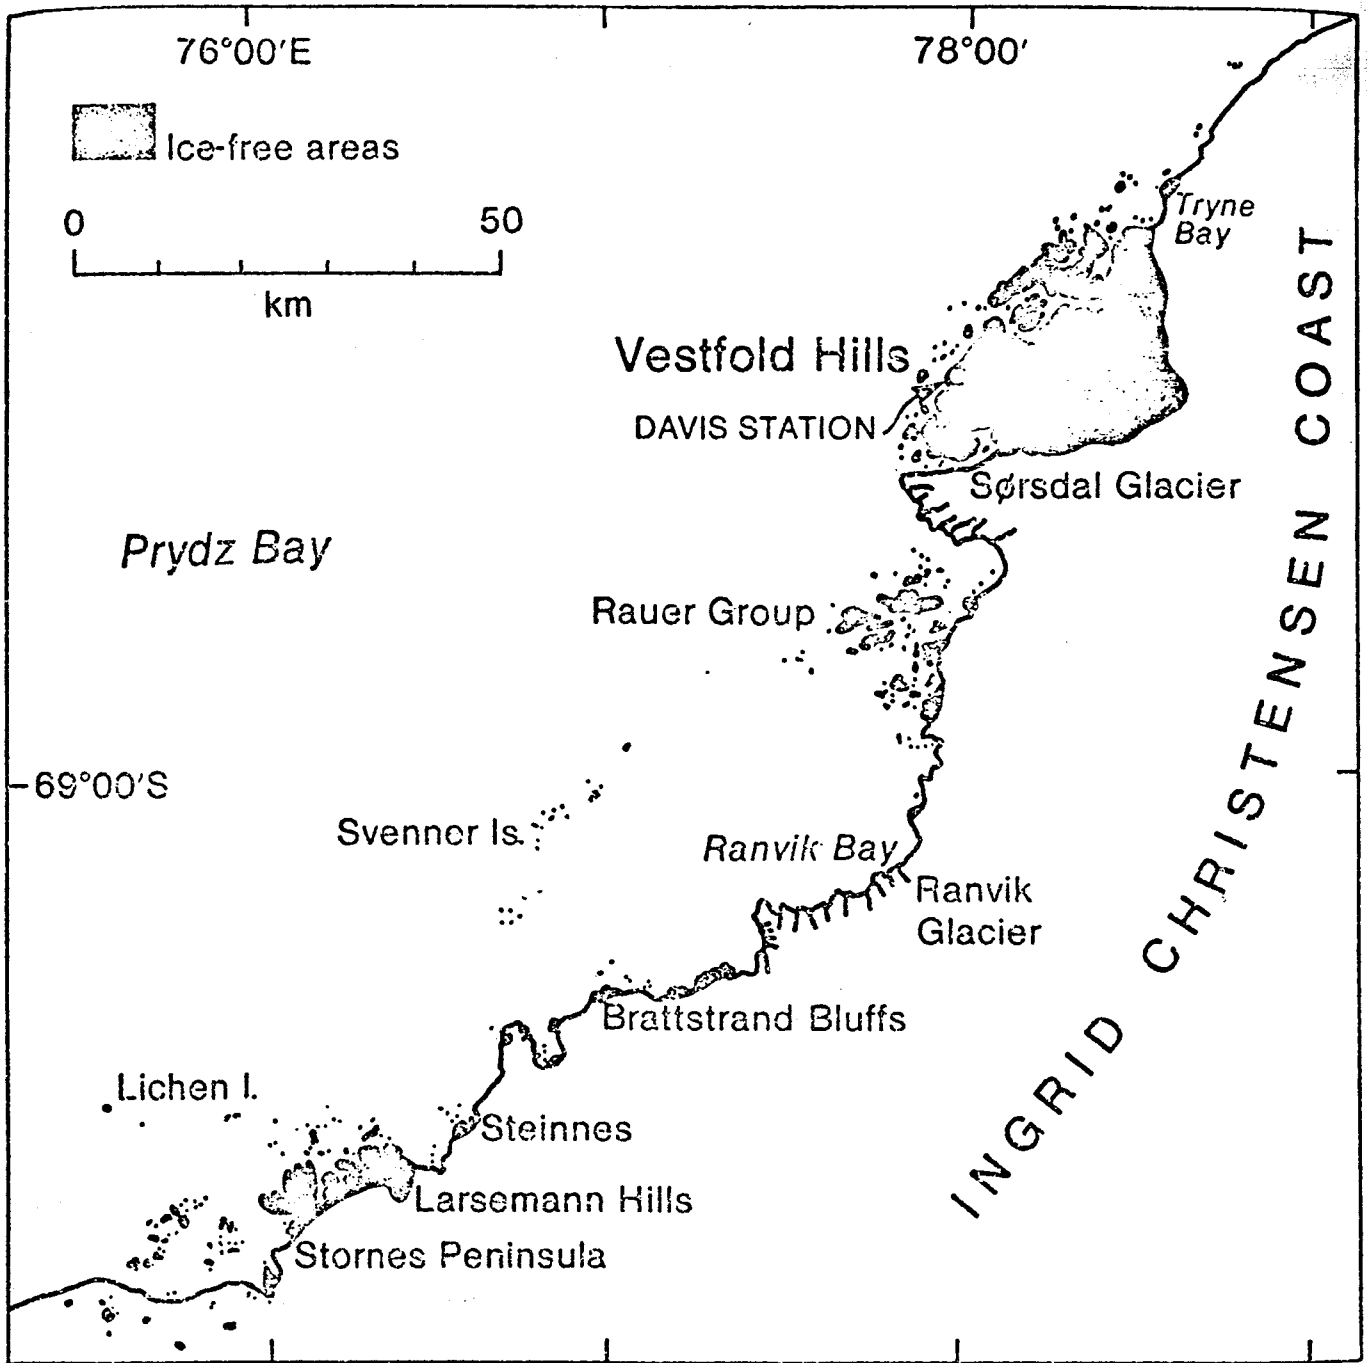 76°00'E
78°00'
Ice-free areas
0
50
km
Tryne
Bay
Vestfold Hills
DAVIS STATION
Sørsdal Glacier
Prydz Bay
Rauer Group
69°00'S
Svenner Is.
Ranvik Bay
Ranvik
Glacier
Brattstrand Bluffs
Lichen I.
Steinnes
Larsemann Hills
Stornes Peninsula
INGRID CHRISTENSEN COAST